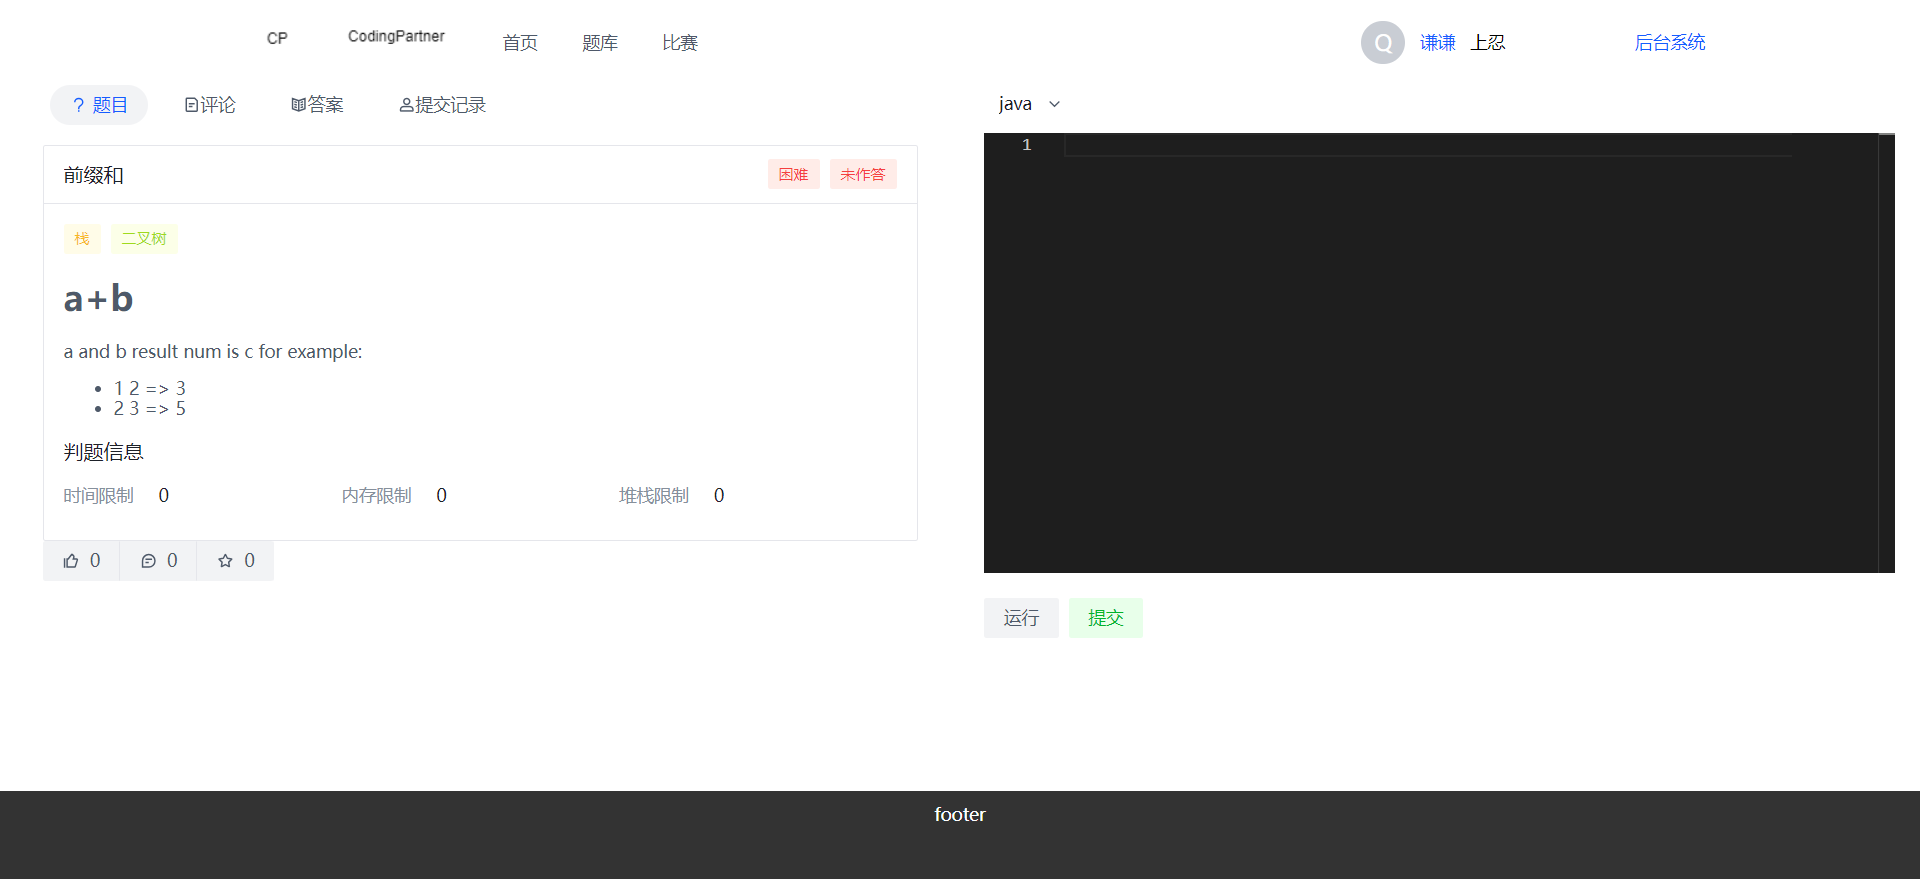 CP CodingPartner 首页 题库 比赛 Q 谦谦 上忍 后台系统
题目 评论 答案 提交记录
java
前缀和 困难 未作答
1
栈 二叉树
a+b
a and b result num is c for example:
• 1 2 => 3
• 2 3 => 5
判题信息
时间限制 0 内存限制 0 堆栈限制 0
0 0 0
运行 提交
footer